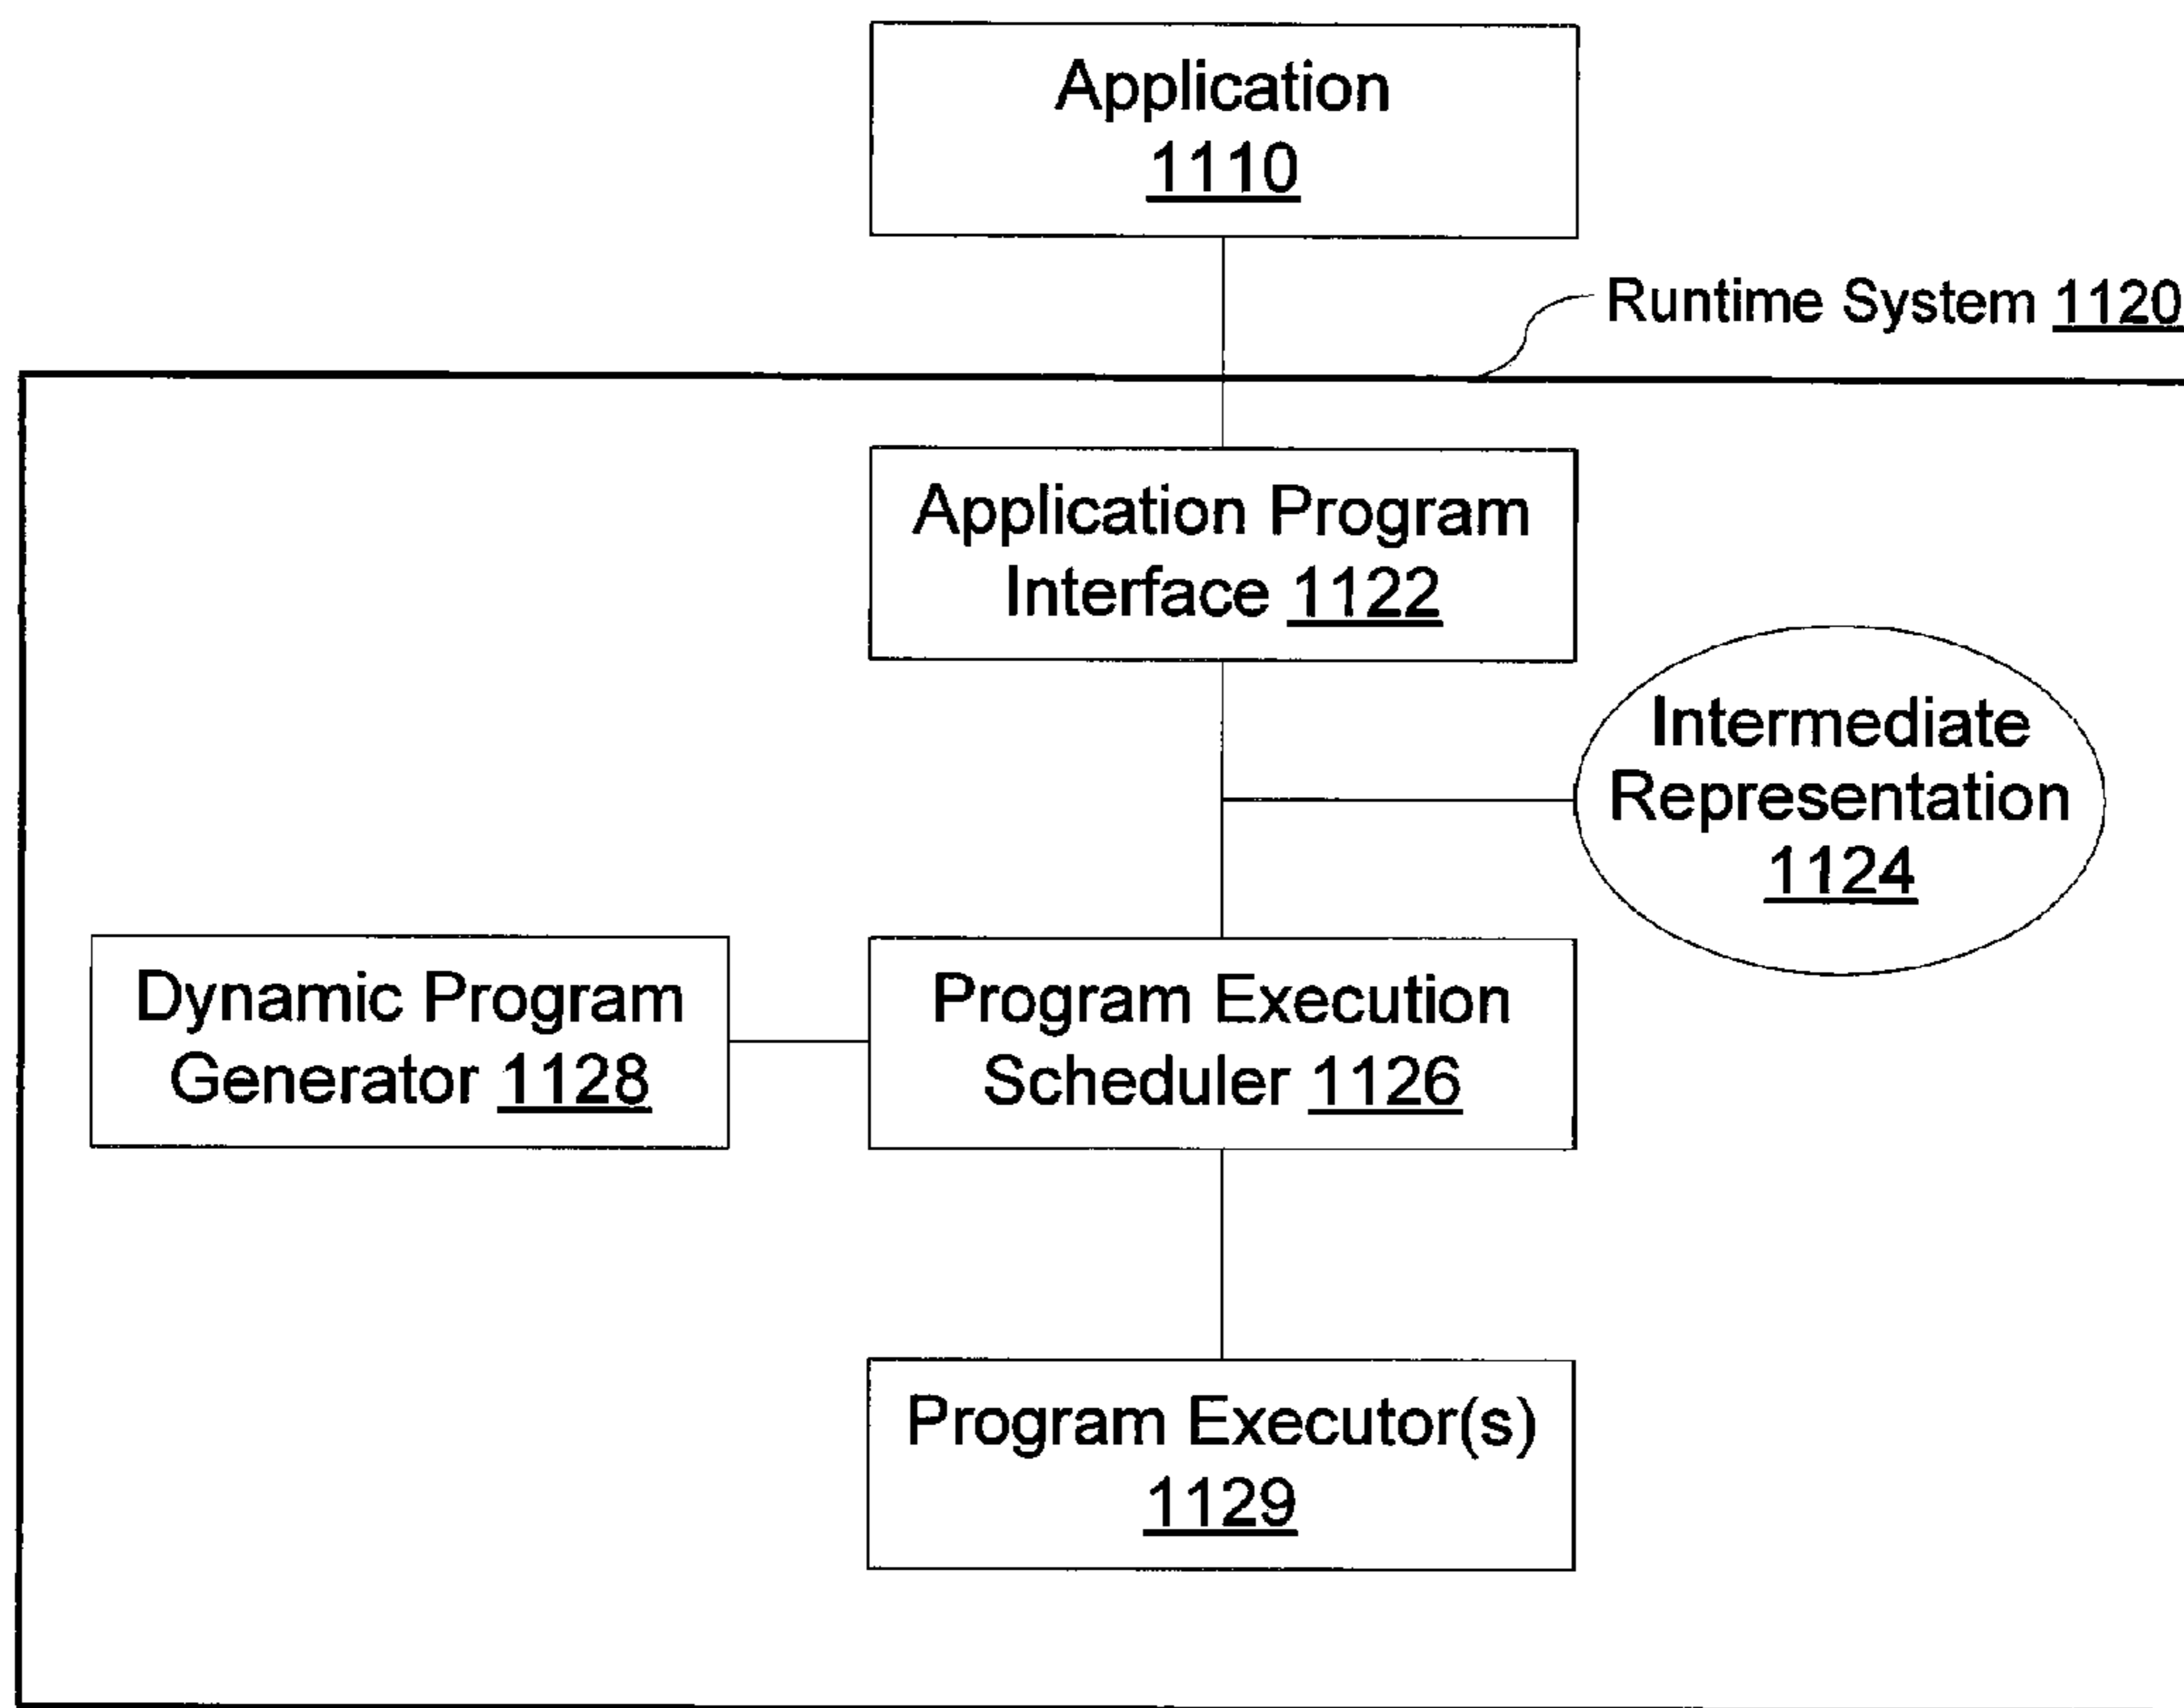 Application
1110
Runtime System 1120
Application Program
Interface 1122
Intermediate
Representation
1124
Dynamic Program
Generator 1128
Program Execution
Scheduler 1126
Program Executor(s)
1129